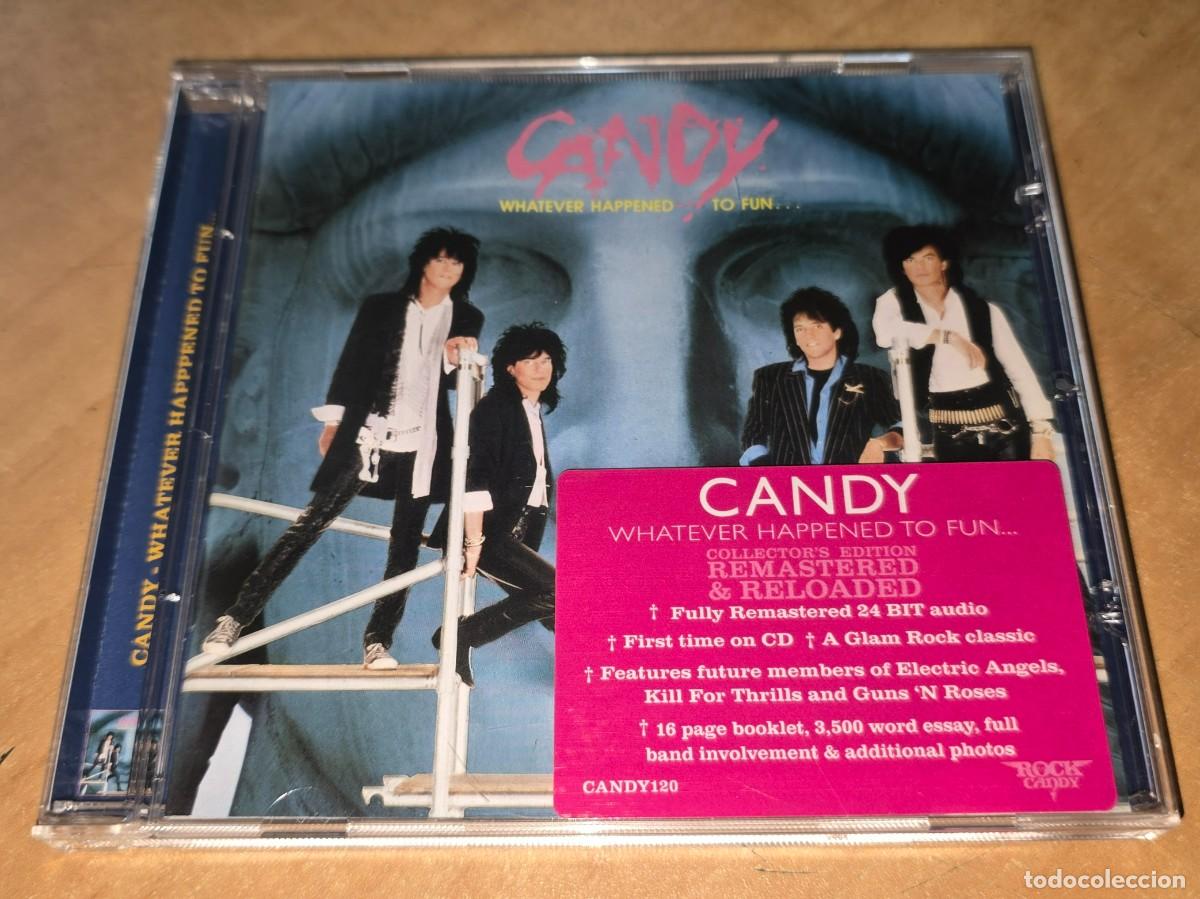 CANDY
WHATEVER HAPPENED TO FUN...
CANDY - WHATEVER HAPPPENED TO FUN...
CANDY
WHATEVER HAPPENED TO FUN...
COLLECTOR'S EDITION
REMASTERED
& RELOADED
† Fully Remastered 24 BIT audio
† First time on CD † A Glam Rock classic
† Features future members of Electric Angels,
Kill For Thrills and Guns ‘N Roses
† 16 page booklet, 3,500 word essay, full
band involvement & additional photos
CANDY120
ROCK
CANDY
todocoleccion